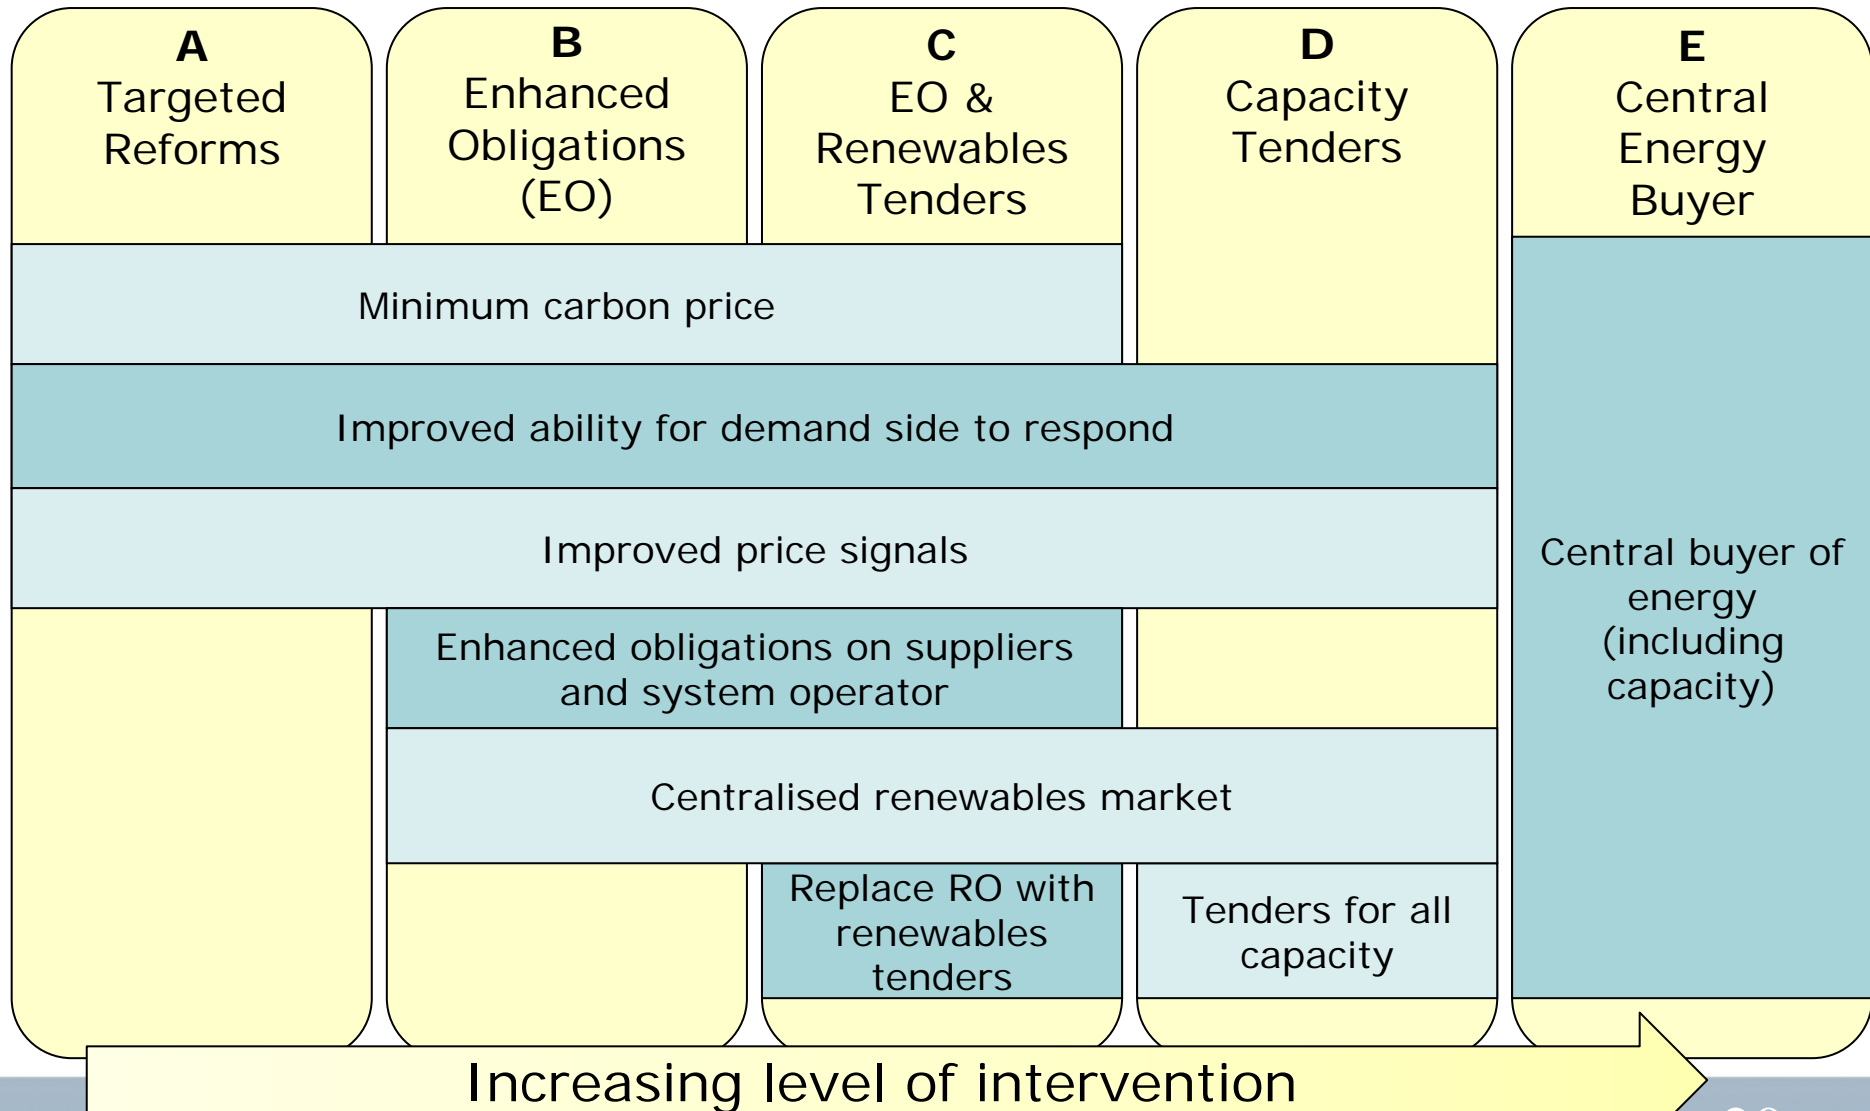 A
Targeted
Reforms
B
Enhanced
Obligations
(EO)
C
EO &
Renewables
Tenders
D
Capacity
Tenders
E
Central
Energy
Buyer
Minimum carbon price
Improved ability for demand side to respond
Improved price signals
Enhanced obligations on suppliers
and system operator
Centralised renewables market
Replace RO with
renewables
tenders
Tenders for all
capacity
Central buyer of
energy
(including
capacity)
Increasing level of intervention